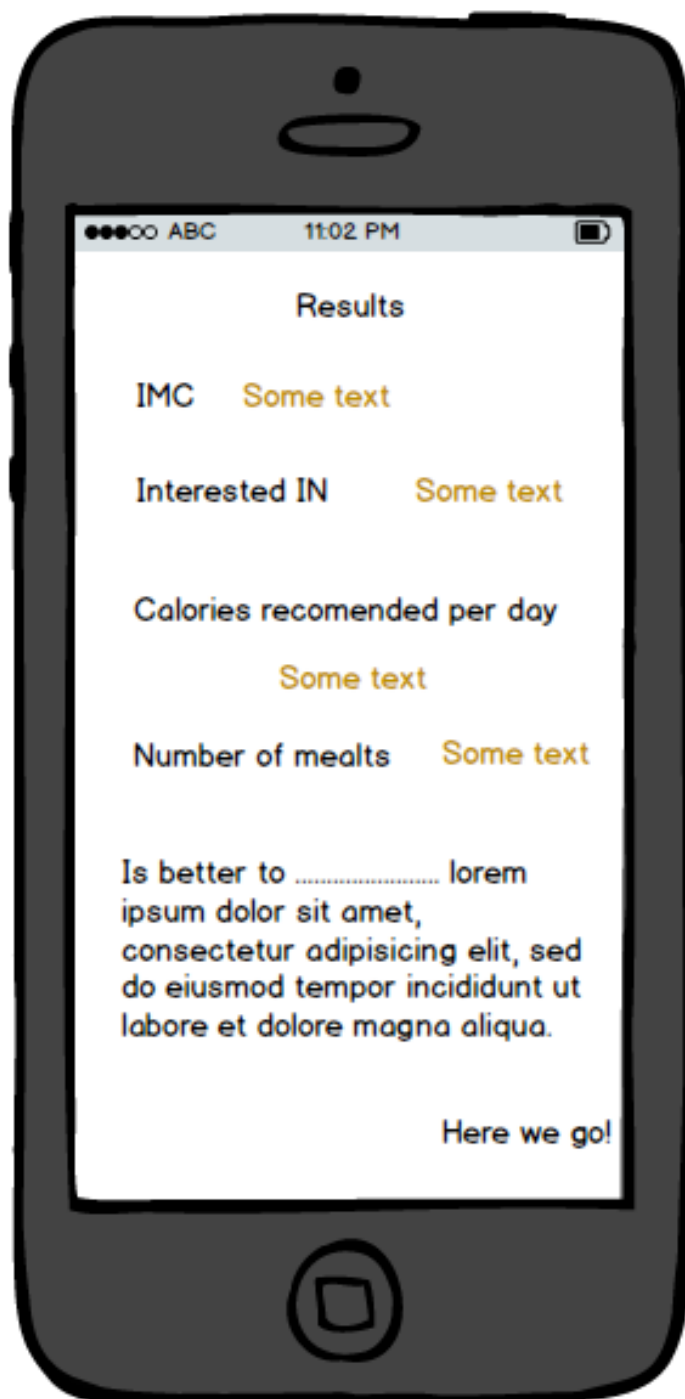 ABC 11:02 PM
Results
IMC Some text
Interested IN Some text
Calories recomended per day
Some text
Number of mealts Some text
Is better to ........................ lorem
ipsum dolor sit amet,
consectetur adipisicing elit, sed
do eiusmod tempor incididunt ut
labore et dolore magna aliqua.
Here we go!